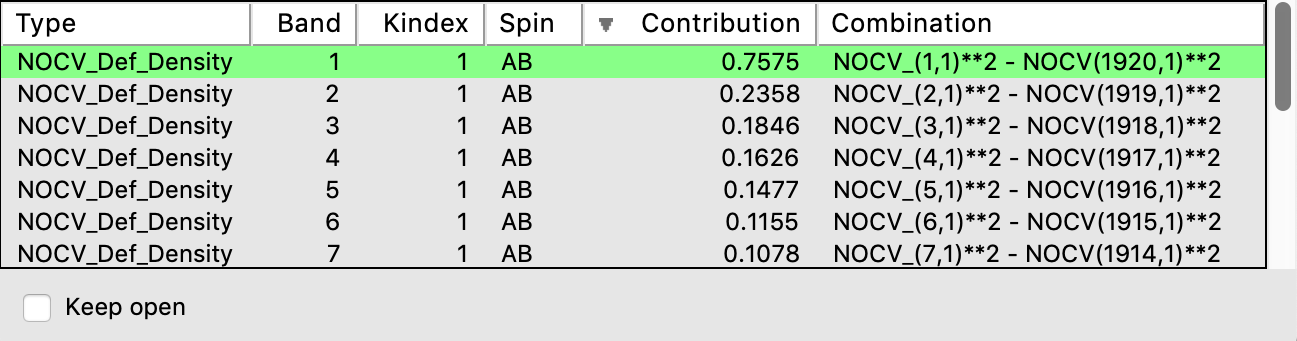 Type Band Kindex Spin Contribution Combination
NOCV_Def_Density 1 1 AB 0.7575 NOCV_(1,1)**2 - NOCV(1920,1)**2
NOCV_Def_Density 2 1 AB 0.2358 NOCV_(2,1)**2 - NOCV(1919,1)**2
NOCV_Def_Density 3 1 AB 0.1846 NOCV_(3,1)**2 - NOCV(1918,1)**2
NOCV_Def_Density 4 1 AB 0.1626 NOCV_(4,1)**2 - NOCV(1917,1)**2
NOCV_Def_Density 5 1 AB 0.1477 NOCV_(5,1)**2 - NOCV(1916,1)**2
NOCV_Def_Density 6 1 AB 0.1155 NOCV_(6,1)**2 - NOCV(1915,1)**2
NOCV_Def_Density 7 1 AB 0.1078 NOCV_(7,1)**2 - NOCV(1914,1)**2
Keep open